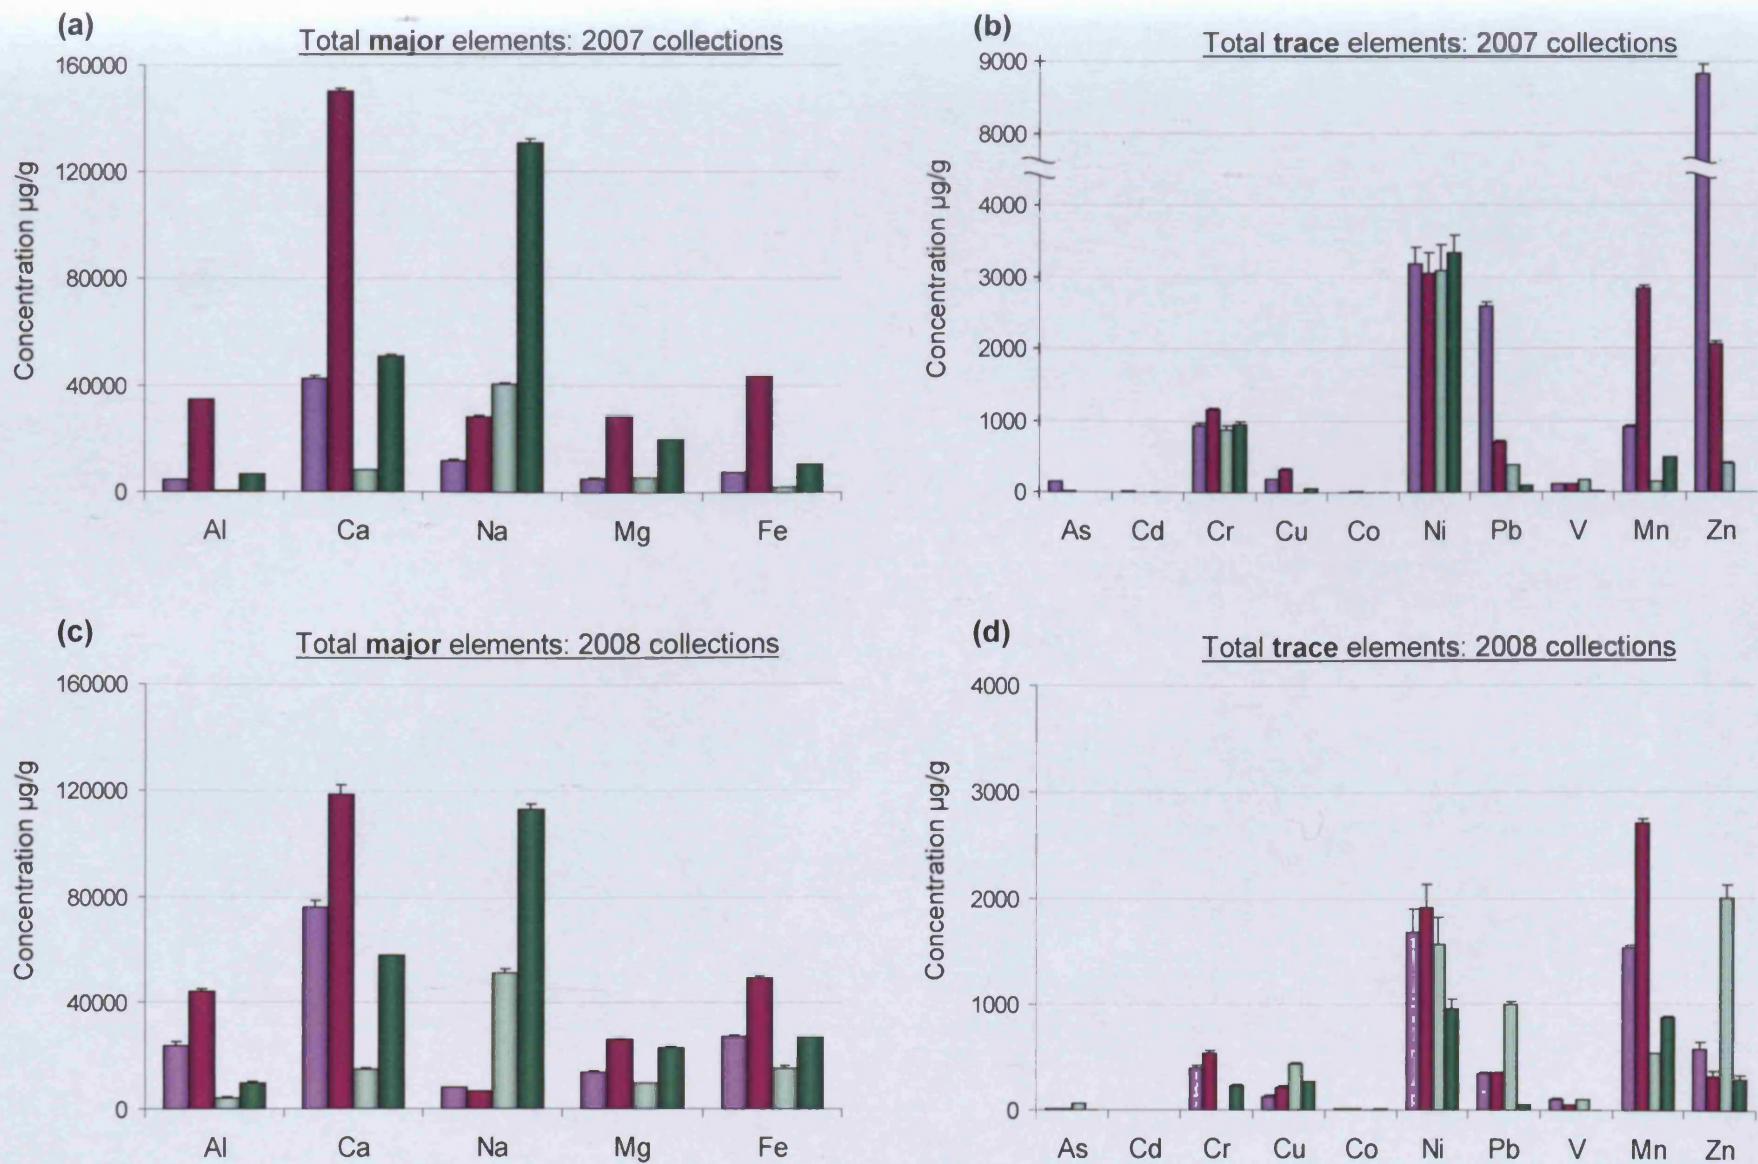 (a)
Total major elements: 2007 collections
Concentration µg/g
160000
120000
80000
40000
0
Al Ca Na Mg Fe
(b)
Total trace elements: 2007 collections
Concentration µg/g
9000
8000
4000
3000
2000
1000
0
As Cd Cr Cu Co Ni Pb V Mn Zn
(c)
Total major elements: 2008 collections
Concentration µg/g
160000
120000
80000
40000
0
Al Ca Na Mg Fe
(d)
Total trace elements: 2008 collections
Concentration µg/g
4000
3000
2000
1000
0
As Cd Cr Cu Co Ni Pb V Mn Zn